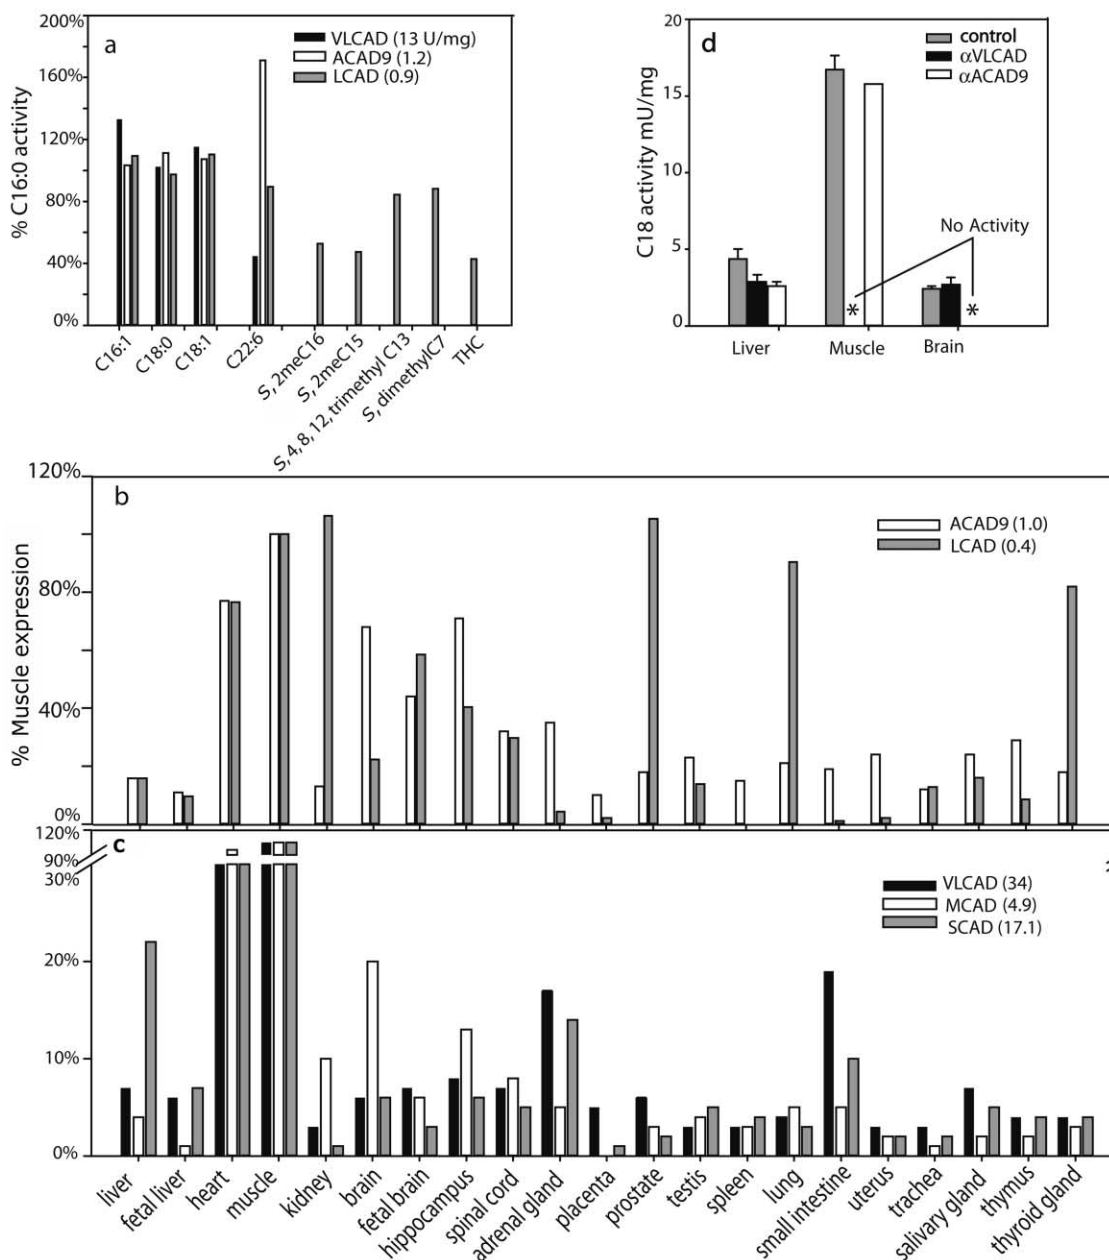 a
% C16:0 activity
200%
160%
120%
80%
40%
0%
VLCAD (13 U/mg)
ACAD9 (1.2)
LCAD (0.9)
C16:1
C18:0
C18:1
C22:6
S, 2meC16
S, 2meC15
S, 4, 8, 12, trimethyl C13
S, dimethylC7
THC
d
C18 activity mU/mg
20
15
10
5
0
control
αVLCAD
αACAD9
No Activity
*
*
Liver
Muscle
Brain
b
% Muscle expression
120%
80%
40%
0%
ACAD9 (1.0)
LCAD (0.4)
c
120%
90%
30%
20%
10%
0%
VLCAD (34)
MCAD (4.9)
SCAD (17.1)
liver
fetal liver
heart
muscle
kidney
brain
fetal brain
hippocampus
spinal cord
adrenal gland
placenta
prostate
testis
spleen
lung
small intestine
uterus
trachea
salivary gland
thymus
thyroid gland